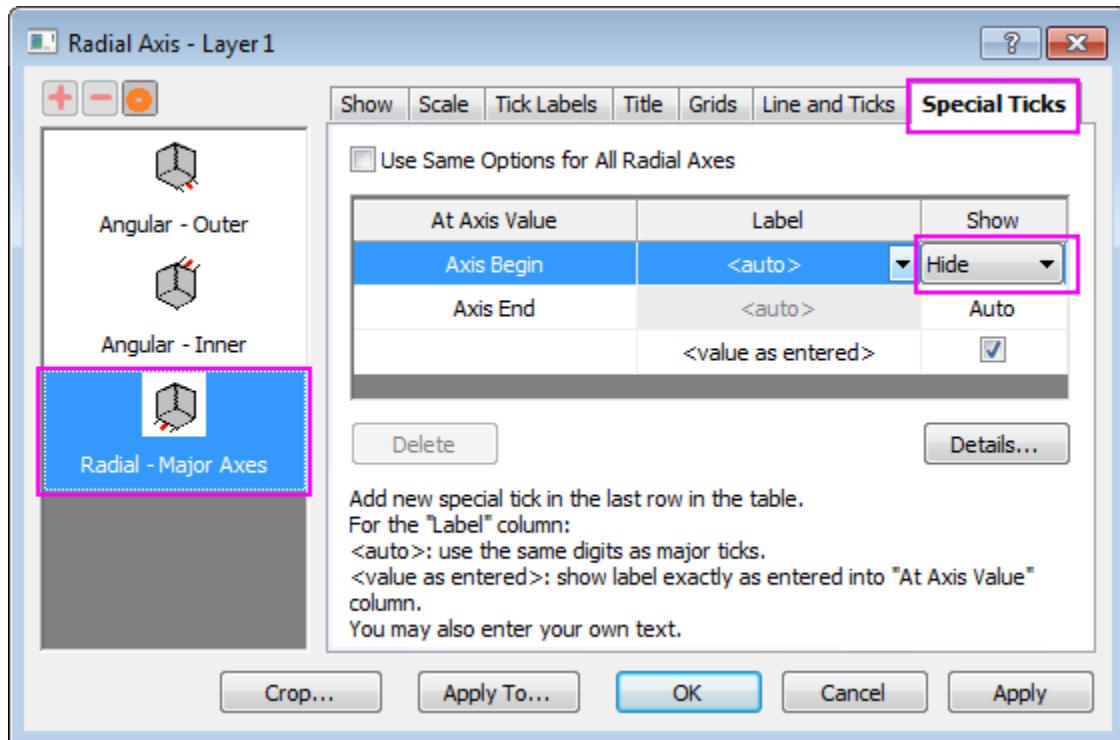 Radial Axis - Layer 1
Show Scale Tick Labels Title Grids Line and Ticks Special Ticks
Use Same Options for All Radial Axes
At Axis Value Label Show
Axis Begin <auto> Hide
Axis End <auto> Auto
<value as entered>
Angular - Outer
Angular - Inner
Radial - Major Axes
Delete Details...
Add new special tick in the last row in the table.
For the "Label" column:
<auto>: use the same digits as major ticks.
<value as entered>: show label exactly as entered into "At Axis Value"
column.
You may also enter your own text.
Crop... Apply To... OK Cancel Apply